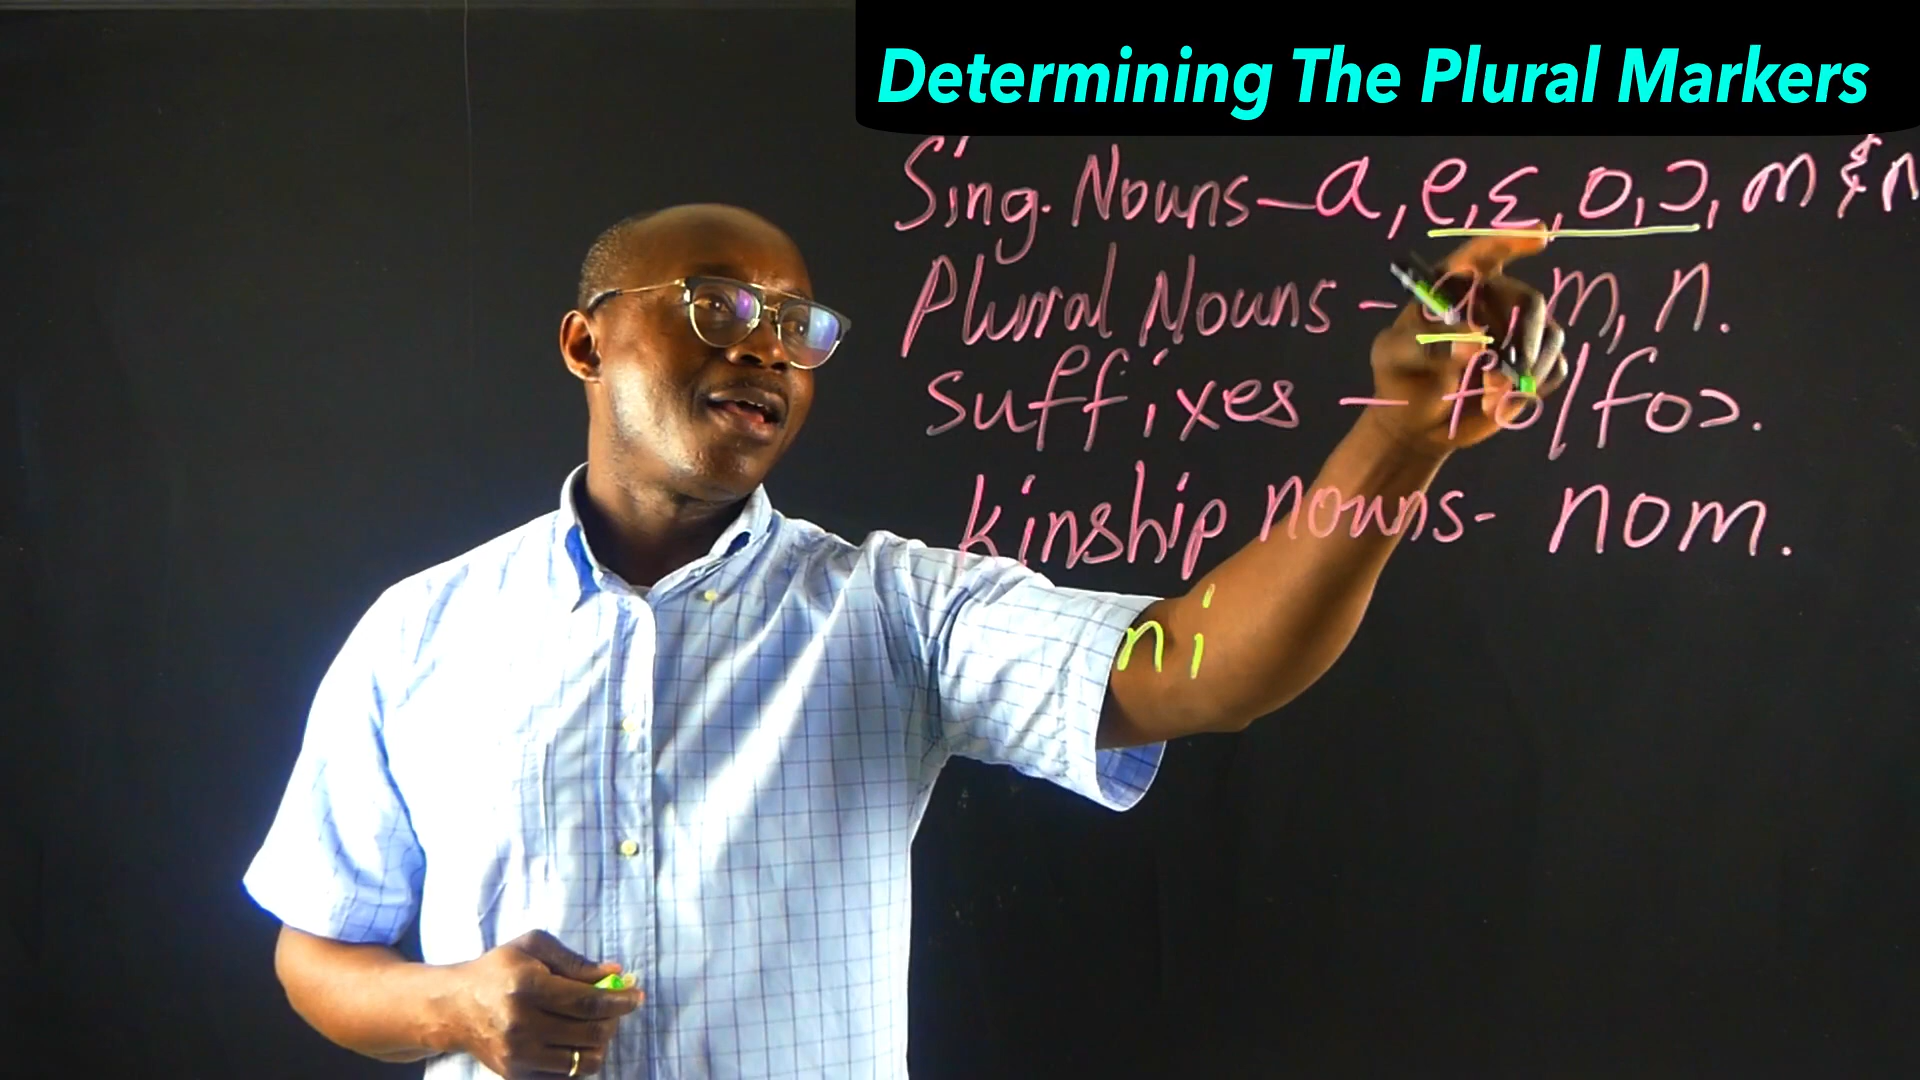 Determining The Plural Markers
Sing. Nouns - a, e, ɛ, o, ɔ, m & n
Plural Nouns - a, m, n.
Suffixes - fo/foɔ.
Kinship nouns - nom.
ni